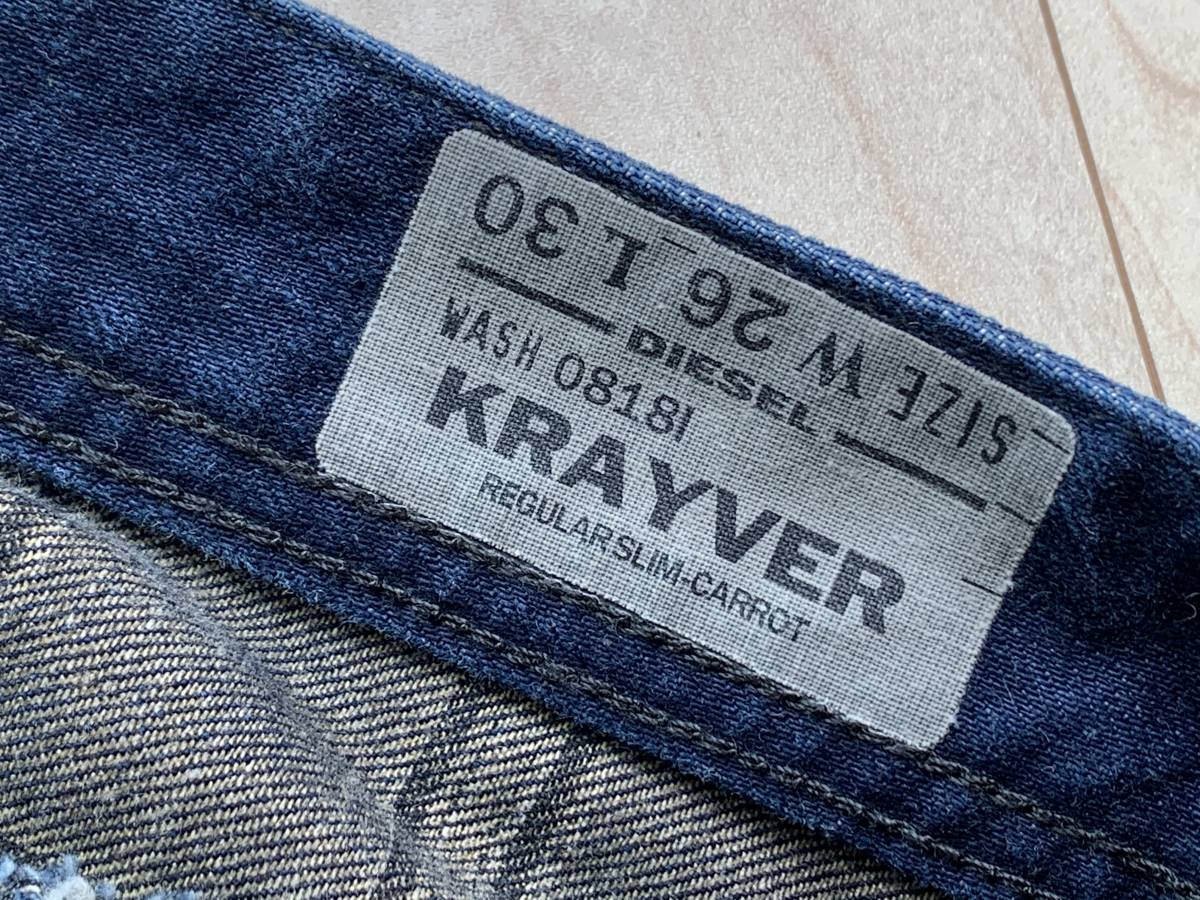 SIZE W 26 L 30
DIESEL
WASH 0818I
KRAYVER
REGULAR SLIM-CARROT